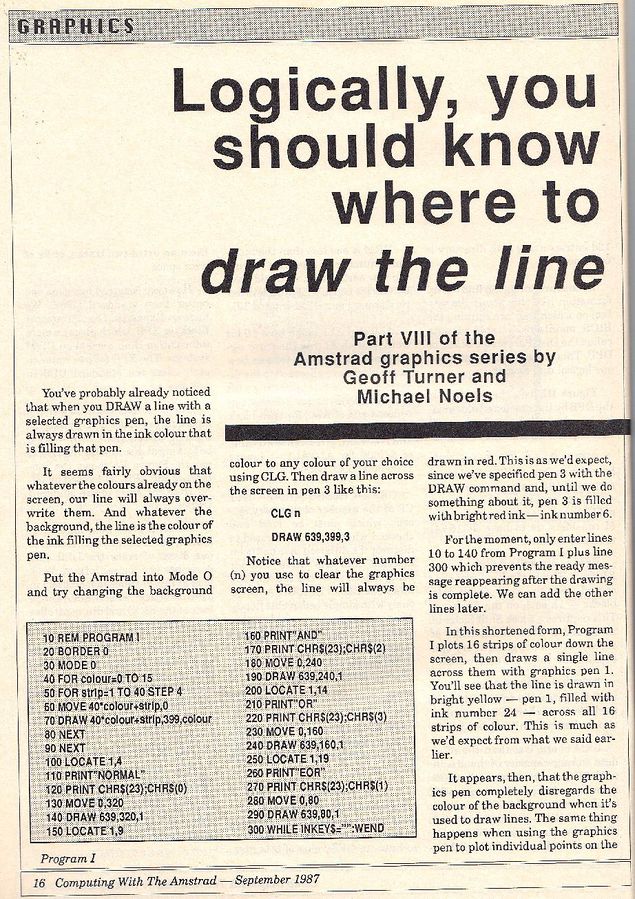 GRAPHICS
Logically, you
should know
where to
draw the line
Part VIII of the
Amstrad graphics series by
Geoff Turner and
Michael Noels
You've probably already noticed
that when you DRAW a line with a
selected graphics pen, the line is
always drawn in the ink colour that
is filling that pen.
It seems fairly obvious that
whatever the colours already on the
screen, our line will always over-
write them. And whatever the
background, the line is the colour of
the ink filling the selected graphics
pen.
Put the Amstrad into Mode O
and try changing the background
colour to any colour of your choice
using CLG. Then draw a line across
the screen in pen 3 like this:
CLG n
DRAW 639,399,3
Notice that whatever number
(n) you use to clear the graphics
screen, the line will always be
drawn in red. This is as we'd expect,
since we've specified pen 3 with the
DRAW command and, until we do
something about it, pen 3 is filled
with bright red ink — ink number 6.
For the moment, only enter lines
10 to 140 from Program I plus line
300 which prevents the ready mes-
sage reappearing after the drawing
is complete. We can add the other
lines later.
In this shortened form, Program
I plots 16 strips of colour down the
screen, then draws a single line
across them with graphics pen 1.
You'll see that the line is drawn in
bright yellow — pen 1, filled with
ink number 24 — across all 16
strips of colour. This is much as
we'd expect from what we said ear-
lier.
It appears, then, that the graph-
ics pen completely disregards the
colour of the background when it's
used to draw lines. The same thing
happens when using the graphics
pen to plot individual points on the
10 REM PROGRAM I
20 BORDER 0
30 MODE 0
40 FOR colour=0 TO 15
50 FOR strip=1 TO 40 STEP 4
60 MOVE 40*colour+strip,0
70 DRAW 40*colour+strip,399,colour
80 NEXT
90 NEXT
100 LOCATE 1,4
110 PRINT"NORMAL"
120 PRINT CHR$(23);CHR$(0)
130 MOVE 0,320
140 DRAW 639,320,1
150 LOCATE 1,9
160 PRINT"AND"
170 PRINT CHR$(23);CHR$(2)
180 MOVE 0,240
190 DRAW 639,240,1
200 LOCATE 1,14
210 PRINT"OR"
220 PRINT CHR$(23);CHR$(3)
230 MOVE 0,160
240 DRAW 639,160,1
250 LOCATE 1,19
260 PRINT"EOR"
270 PRINT CHR$(23);CHR$(1)
280 MOVE 0,80
290 DRAW 639,80,1
300 WHILE INKEY$="":WEND
Program I
16 Computing With The Amstrad — September 1987